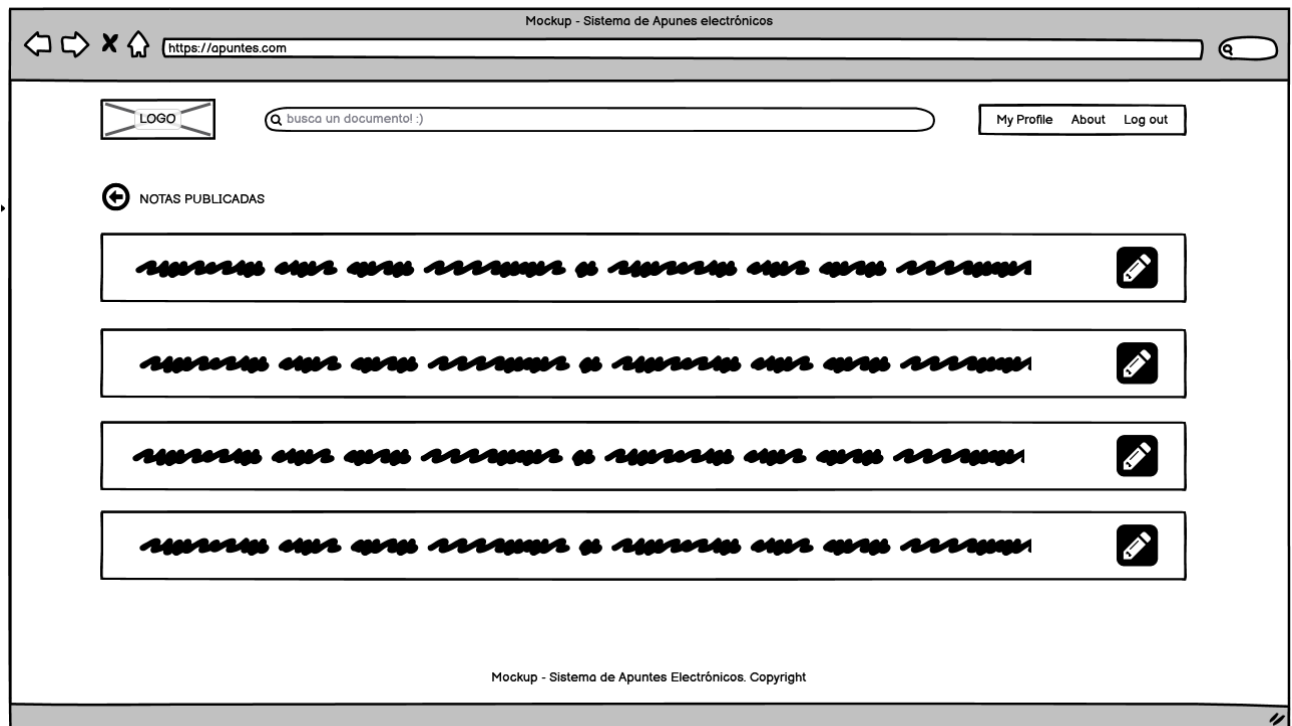 Mockup - Sistema de Apunes electrónicos
https://apuntes.com
LOGO
busca un documento! :)
My Profile About Log out
NOTAS PUBLICADAS
Mockup - Sistema de Apuntes Electrónicos. Copyright